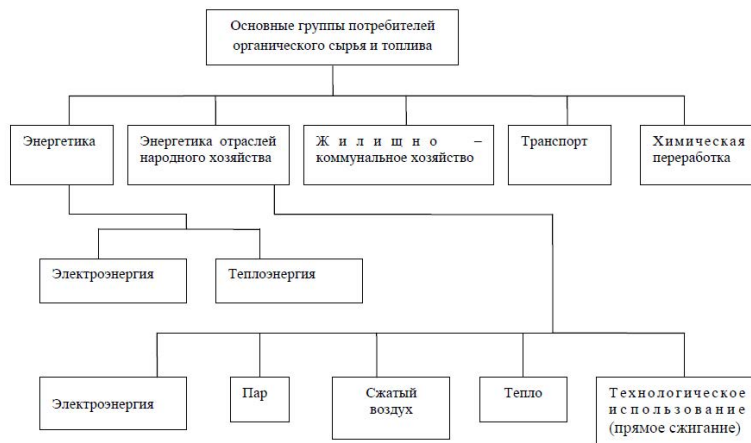 Основные группы потребителей
органического сырья и топлива
Энергетика
Энергетика отраслей
народного хозяйства
Жилищно –
коммунальное хозяйство
Транспорт
Химическая
переработка
Электроэнергия
Теплоэнергия
Электроэнергия
Пар
Сжатый
воздух
Тепло
Технологическое
использование
(прямое сжигание)